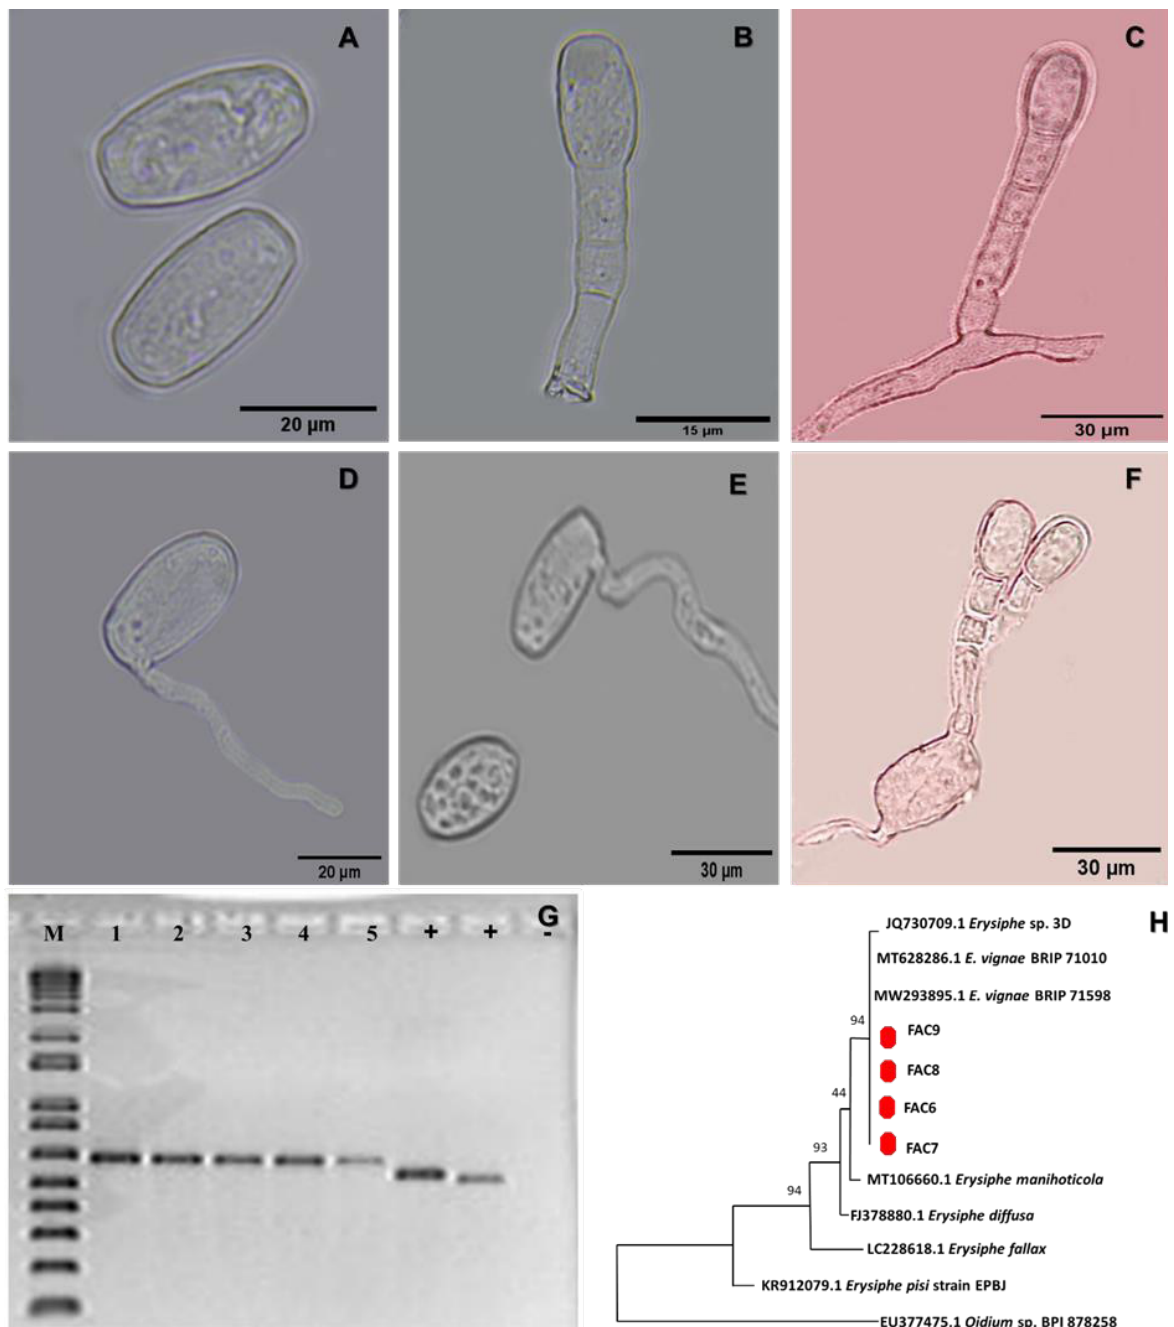 A
20 µm
B
15 µm
C
30 µm
D
20 µm
E
30 µm
F
30 µm
G
M 1 2 3 4 5 + + -
H
JQ730709.1 Erysiphe sp. 3D
MT628286.1 E. vignae BRIP 71010
MW293895.1 E. vignae BRIP 71598
94
FAC9
FAC8
44
FAC6
93
FAC7
94
MT106660.1 Erysiphe manihoticola
FJ378880.1 Erysiphe diffusa
LC228618.1 Erysiphe fallax
KR912079.1 Erysiphe pisi strain EPBJ
EU377475.1 Oidium sp. BPI 878258